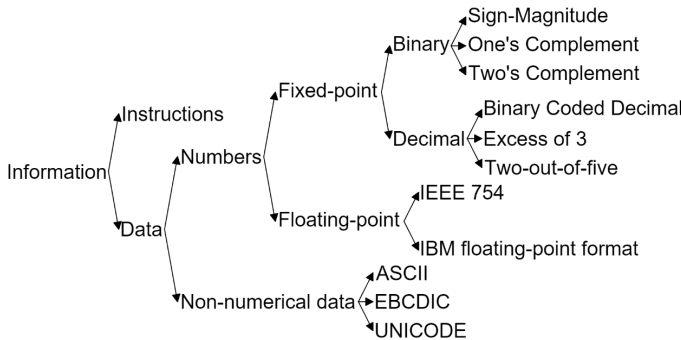 Sign-Magnitude
Binary
One's Complement
Two's Complement
Fixed-point
Instructions
Binary Coded Decimal
Decimal
Excess of 3
Numbers
Two-out-of-five
Information
IEEE 754
Floating-point
Data
IBM floating-point format
ASCII
Non-numerical data
EBCDIC
UNICODE